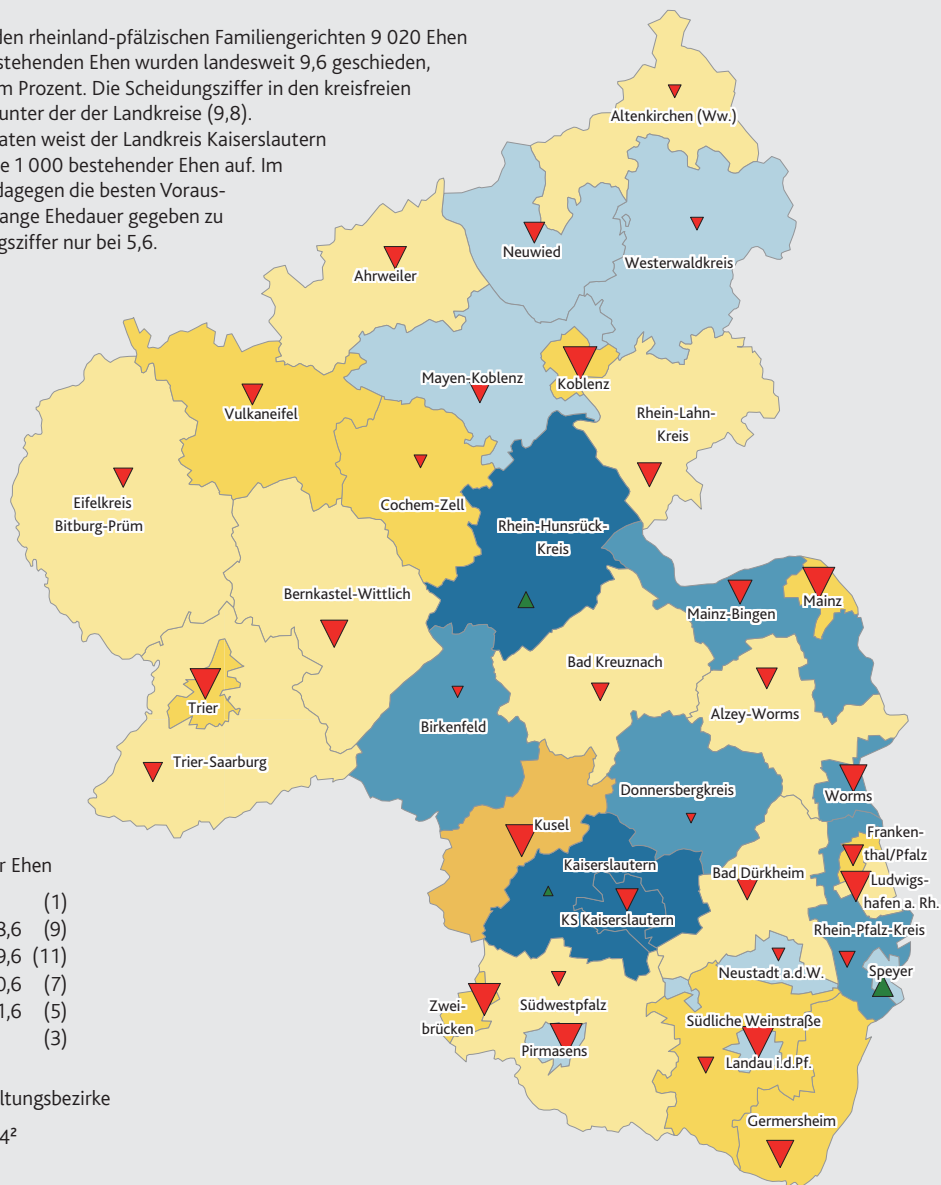 den rheinland-pfälzischen Familiengerichten 9 020 Ehen
stehenden Ehen wurden landesweit 9,6 geschieden,
m Prozent. Die Scheidungsziffer in den kreisfreien
unter der der Landkreise (9,8).
aten weist der Landkreis Kaiserslautern
e 1 000 bestehender Ehen auf. Im
dagegen die besten Voraus-
ange Ehedauer gegeben zu
gsziffer nur bei 5,6.
Altenkirchen (Ww.)
Neuwied
Westerwaldkreis
Ahrweiler
Mayen-Koblenz
Koblenz
Vulkaneifel
Rhein-Lahn-
Kreis
Eifelkreis
Bitburg-Prüm
Cochem-Zell
Rhein-Hunsrück-
Kreis
Bernkastel-Wittlich
Mainz-Bingen
Mainz
Bad Kreuznach
Trier
Birkenfeld
Alzey-Worms
Trier-Saarburg
Donnersbergkreis
Worms
Kusel
Franken-
thal/Pfalz
Kaiserslautern
Bad Dürkheim
Ludwigs-
hafen a. Rh.
KS Kaiserslautern
Rhein-Pfalz-Kreis
Neustadt a.d.W.
Speyer
Zwei-
brücken
Südwestpfalz
Südliche Weinstraße
Pirmasens
Landau i.d.Pf.
Germersheim
r Ehen
(1)
8,6 (9)
9,6 (11)
0,6 (7)
1,6 (5)
(3)
ltungsbezirke
4²